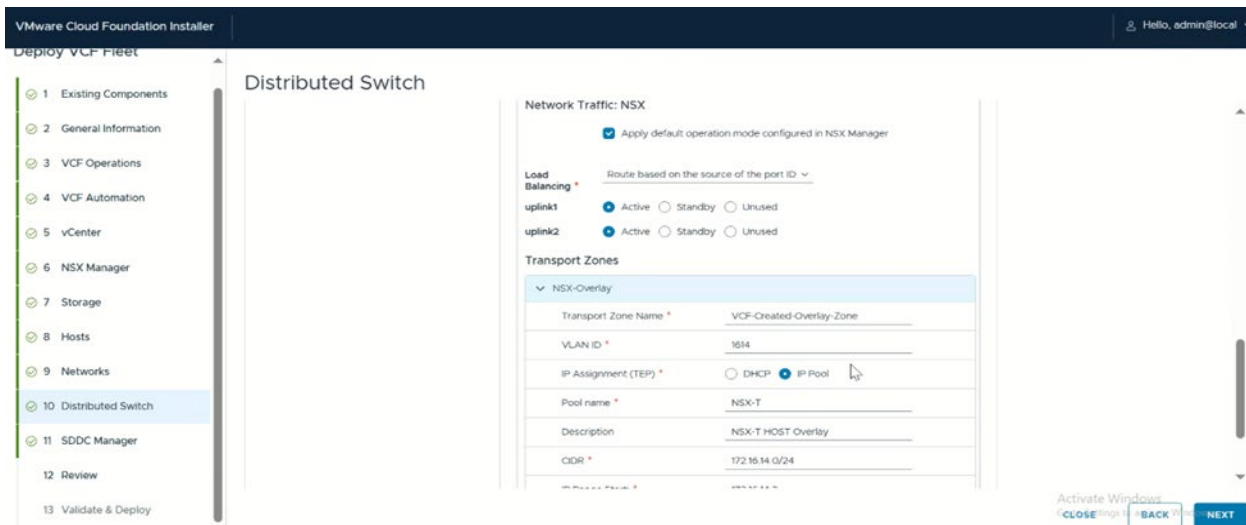 VMware Cloud Foundation Installer
Hello, admin@local
Deploy VCF Fleet
1 Existing Components
2 General Information
3 VCF Operations
4 VCF Automation
5 vCenter
6 NSX Manager
7 Storage
8 Hosts
9 Networks
10 Distributed Switch
11 SDDC Manager
12 Review
13 Validate & Deploy
Distributed Switch
Network Traffic: NSX
Apply default operation mode configured in NSX Manager
Load Balancing * Route based on the source of the port ID
uplink1 Active Standby Unused
uplink2 Active Standby Unused
Transport Zones
NSX-Overlay
Transport Zone Name * VCF-Created-Overlay-Zone
VLAN ID * 1614
IP Assignment (TEP) * DHCP IP Pool
Pool name * NSX-T
Description NSX-T HOST Overlay
CIDR * 172.16.14.0/24
Activate Windows
CLOSE BACK NEXT